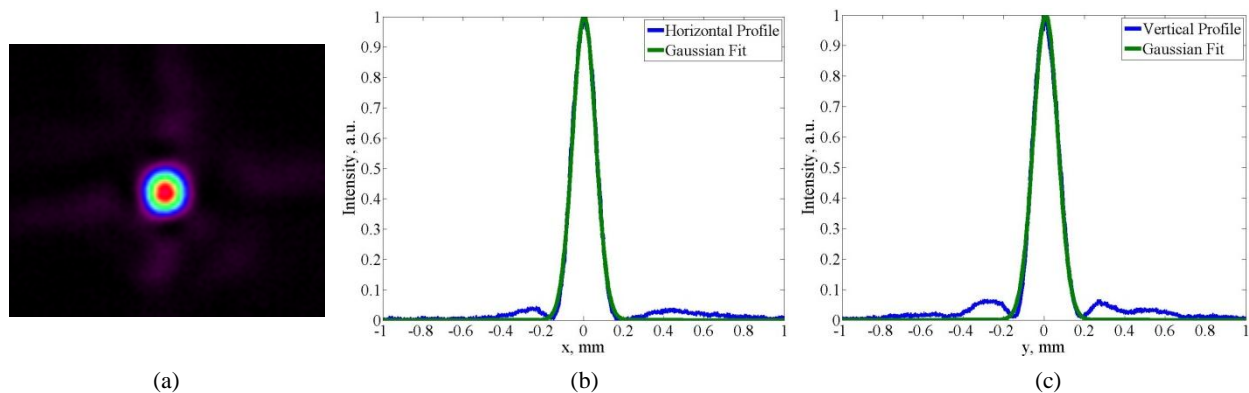 1
0.9
0.8
0.7
0.6
0.5
0.4
0.3
0.2
0.1
0
Intensity, a.u.
Horizontal Profile
Gaussian Fit
-1 -0.8 -0.6 -0.4 -0.2 0 0.2 0.4 0.6 0.8 1
x, mm
1
0.9
0.8
0.7
0.6
0.5
0.4
0.3
0.2
0.1
0
Intensity, a.u.
Vertical Profile
Gaussian Fit
-1 -0.8 -0.6 -0.4 -0.2 0 0.2 0.4 0.6 0.8 1
y, mm
(a) (b) (c)